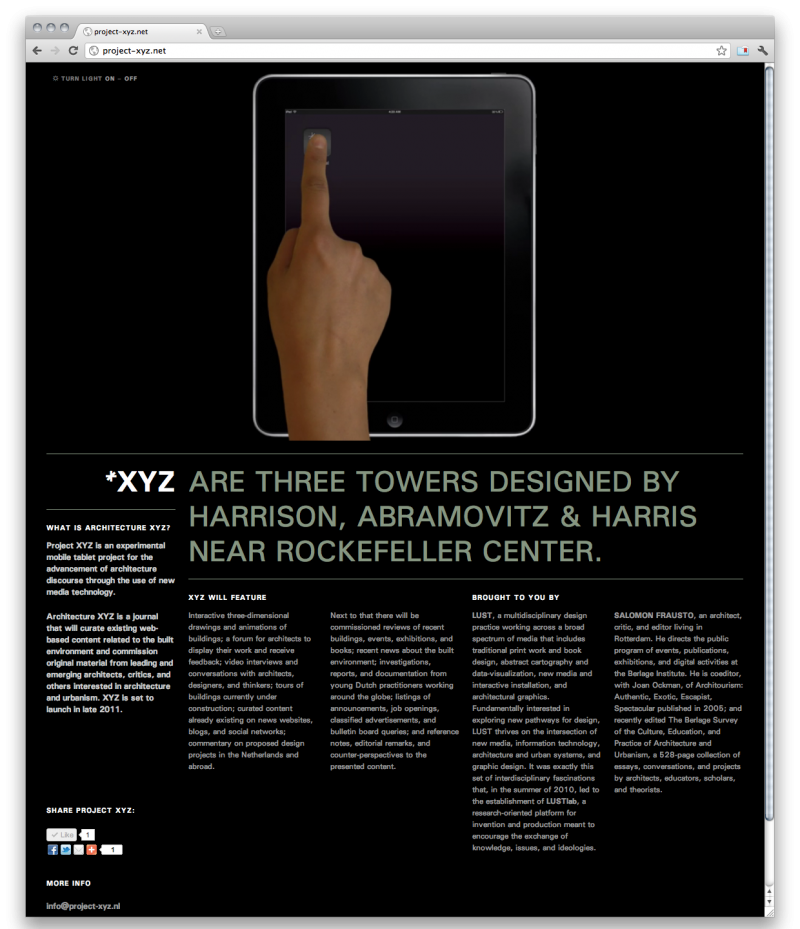 project-xyz.net
project-xyz.net
TURN LIGHT ON – OFF
*XYZ ARE THREE TOWERS DESIGNED BY
HARRISON, ABRAMOVITZ & HARRIS
NEAR ROCKEFELLER CENTER.
WHAT IS ARCHITECTURE XYZ?
Project XYZ is an experimental
mobile tablet project for the
advancement of architecture
discourse through the use of new
media technology.
Architecture XYZ is a journal
that will curate existing web-
based content related to the built
environment and commission
original material from leading and
emerging architects, critics, and
others interested in architecture
and urbanism. XYZ is set to
launch in late 2011.
SHARE PROJECT XYZ:
Like 1
1
MORE INFO
info@project-xyz.nl
XYZ WILL FEATURE
Interactive three-dimensional
drawings and animations of
buildings; a forum for architects to
display their work and receive
feedback; video interviews and
conversations with architects,
designers, and thinkers; tours of
buildings currently under
construction; curated content
already existing on news websites,
blogs, and social networks;
commentary on proposed design
projects in the Netherlands and
abroad.
Next to that there will be
commissioned reviews of recent
buildings, events, exhibitions, and
books; recent news about the built
environment; investigations,
reports, and documentation from
young Dutch practitioners working
around the globe; listings of
announcements, job openings,
classified advertisements, and
bulletin board queries; and reference
notes, editorial remarks, and
counter-perspectives to the
presented content.
BROUGHT TO YOU BY
LUST, a multidisciplinary design
practice working across a broad
spectrum of media that includes
traditional print work and book
design, abstract cartography and
data-visualization, new media and
interactive installation, and
architectural graphics.
Fundamentally interested in
exploring new pathways for design,
LUST thrives on the intersection of
new media, information technology,
architecture and urban systems, and
graphic design. It was exactly this
set of interdisciplinary fascinations
that, in the summer of 2010, led to
the establishment of LUSTlab, a
research-oriented platform for
invention and production meant to
encourage the exchange of
knowledge, issues, and ideologies.
SALOMON FRAUSTO, an architect,
critic, and editor living in
Rotterdam. He directs the public
program of events, publications,
exhibitions, and digital activities at
the Berlage Institute. He is coeditor,
with Joan Ockman, of Architourism:
Authentic, Exotic, Escapist,
Spectacular published in 2005; and
recently edited The Berlage Survey
of the Culture, Education, and
Practice of Architecture and
Urbanism, a 528-page collection of
essays, conversations, and projects
by architects, educators, scholars,
and theorists.